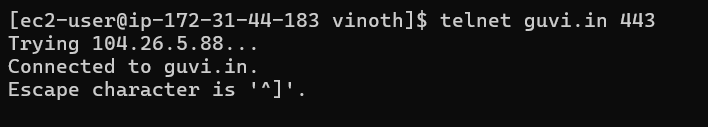 [ec2-user@ip-172-31-44-183 vinoth]$ telnet guvi.in 443
Trying 104.26.5.88...
Connected to guvi.in.
Escape character is '^]'.